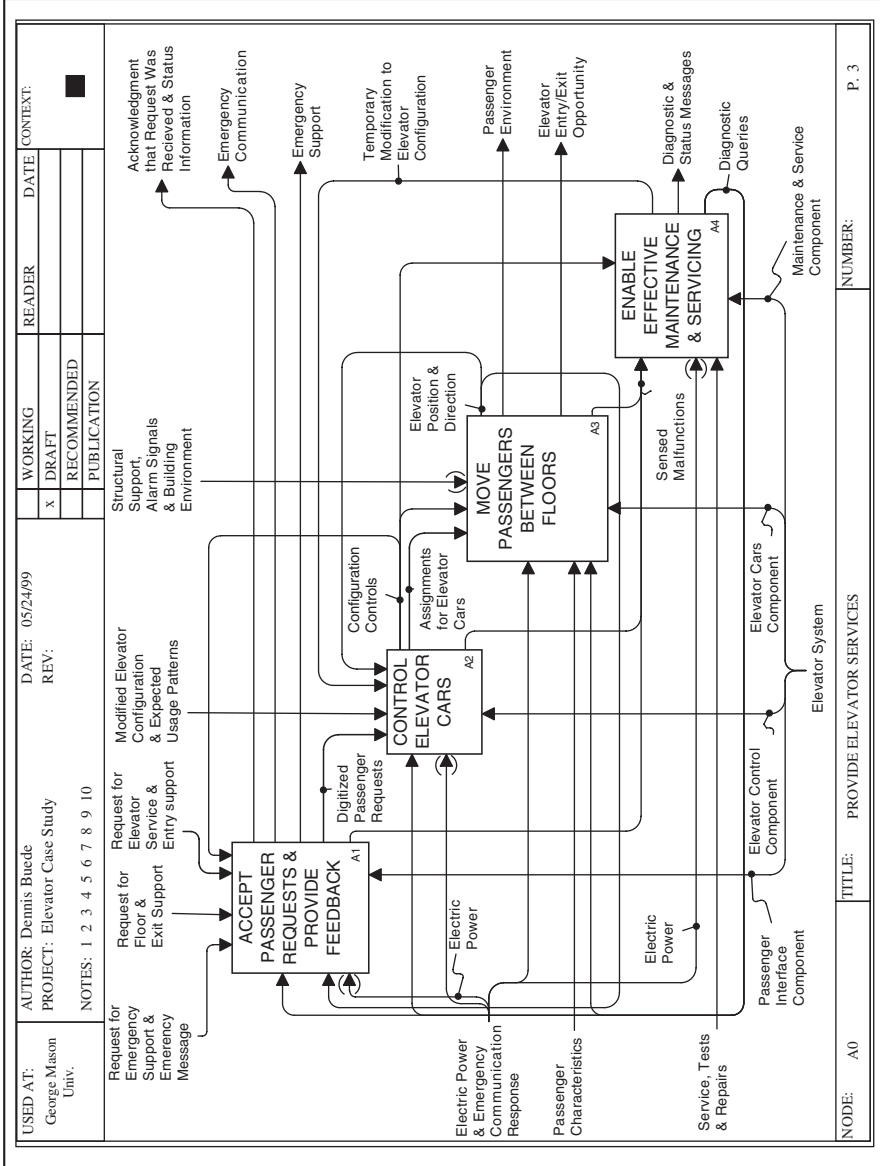 USED AT:
George Mason
Univ.
AUTHOR: Dennis Buede
PROJECT: Elevator Case Study
NOTES: 1 2 3 4 5 6 7 8 9 10
DATE: 05/24/99
REV:
WORKING
x DRAFT
RECOMMENDED
PUBLICATION
READER
DATE
CONTEXT:
Request for
Emergency
Support &
Emerency
Message
Request for
Floor &
Exit Support
Request for
Elevator
Service &
Entry support
Modified Elevator
Configuration
& Expected
Usage Patterns
Structural
Support,
Alarm Signals
& Building
Environment
Acknowledgment
that Request Was
Recieved & Status
Information
Emergency
Communication
Emergency
Support
Temporary
Modification to
Elevator
Configuration
ACCEPT
PASSENGER
REQUESTS &
PROVIDE
FEEDBACK
A1
Digitized
Passenger
Requests
Configuration
Controls
Assignments
for Elevator
Cars
CONTROL
ELEVATOR
CARS
A2
Elevator
Position &
Direction
Passenger
Environment
Elevator
Entry/Exit
Opportunity
MOVE
PASSENGERS
BETWEEN
FLOORS
A3
Sensed
Malfunctions
ENABLE
EFFECTIVE
MAINTENANCE
& SERVICING
A4
Diagnostic &
Status Messages
Diagnostic
Queries
Electric
Power
Electric Power
& Emergency
Communication
Response
Passenger
Characteristics
Electric
Power
Service, Tests
& Repairs
Passenger
Interface
Component
Elevator Control
Component
Elevator System
Elevator Cars
Component
Maintenance & Service
Component
NODE: A0
TITLE: PROVIDE ELEVATOR SERVICES
NUMBER:
P. 3